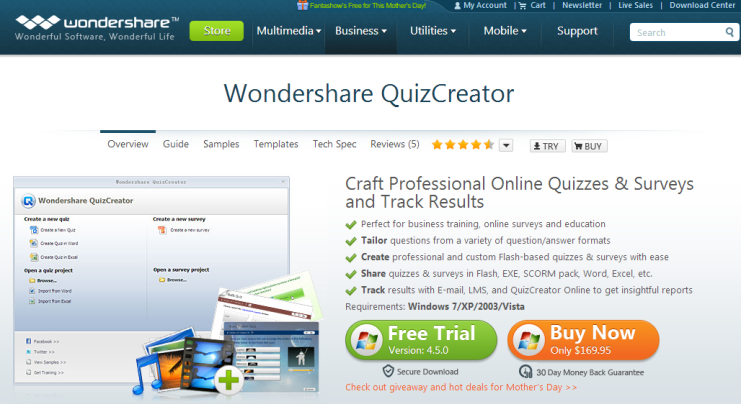 Fantashow's Free for This Mother's Day!
My Account | Cart | Newsletter | Live Sales | Download Center
wondershare™
Wonderful Software, Wonderful Life
Store Multimedia Business Utilities Mobile Support Search
Wondershare QuizCreator
Overview Guide Samples Templates Tech Spec Reviews (5) TRY BUY
Wondershare QuizCreator
Wondershare QuizCreator
Create a new quiz Create a new survey
Create a New Quiz Create a new survey
Create Quiz in Word
Create Quiz in Excel
Open a quiz project Open a survey project
Browse... Browse...
Import from Word
Import from Excel
Facebook >>
Twitter >>
View Samples >>
Get Training >>
Craft Professional Online Quizzes & Surveys
and Track Results
Perfect for business training, online surveys and education
Tailor questions from a variety of question/answer formats
Create professional and custom Flash-based quizzes & surveys with ease
Share quizzes & surveys in Flash, EXE, SCORM pack, Word, Excel, etc.
Track results with E-mail, LMS, and QuizCreator Online to get insightful reports
Requirements: Windows 7/XP/2003/Vista
Free Trial
Version: 4.5.0
Buy Now
Only $169.95
Secure Download
30 Day Money Back Guarantee
Check out giveaway and hot deals for Mother's Day >>